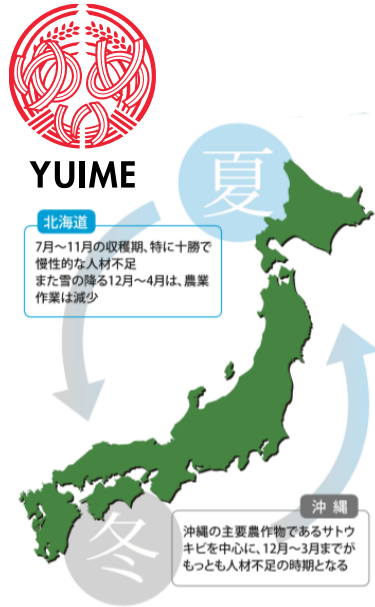 ゆいめ
YUIME
夏
北海道
7月〜11月の収穫期、特に十勝で
慢性的な人材不足
また雪の降る12月〜4月は、農業
作業は減少
沖縄
沖縄の主要農作物であるサトウ
キビを中心に、12月〜3月までが
もっとも人材不足の時期となる
冬